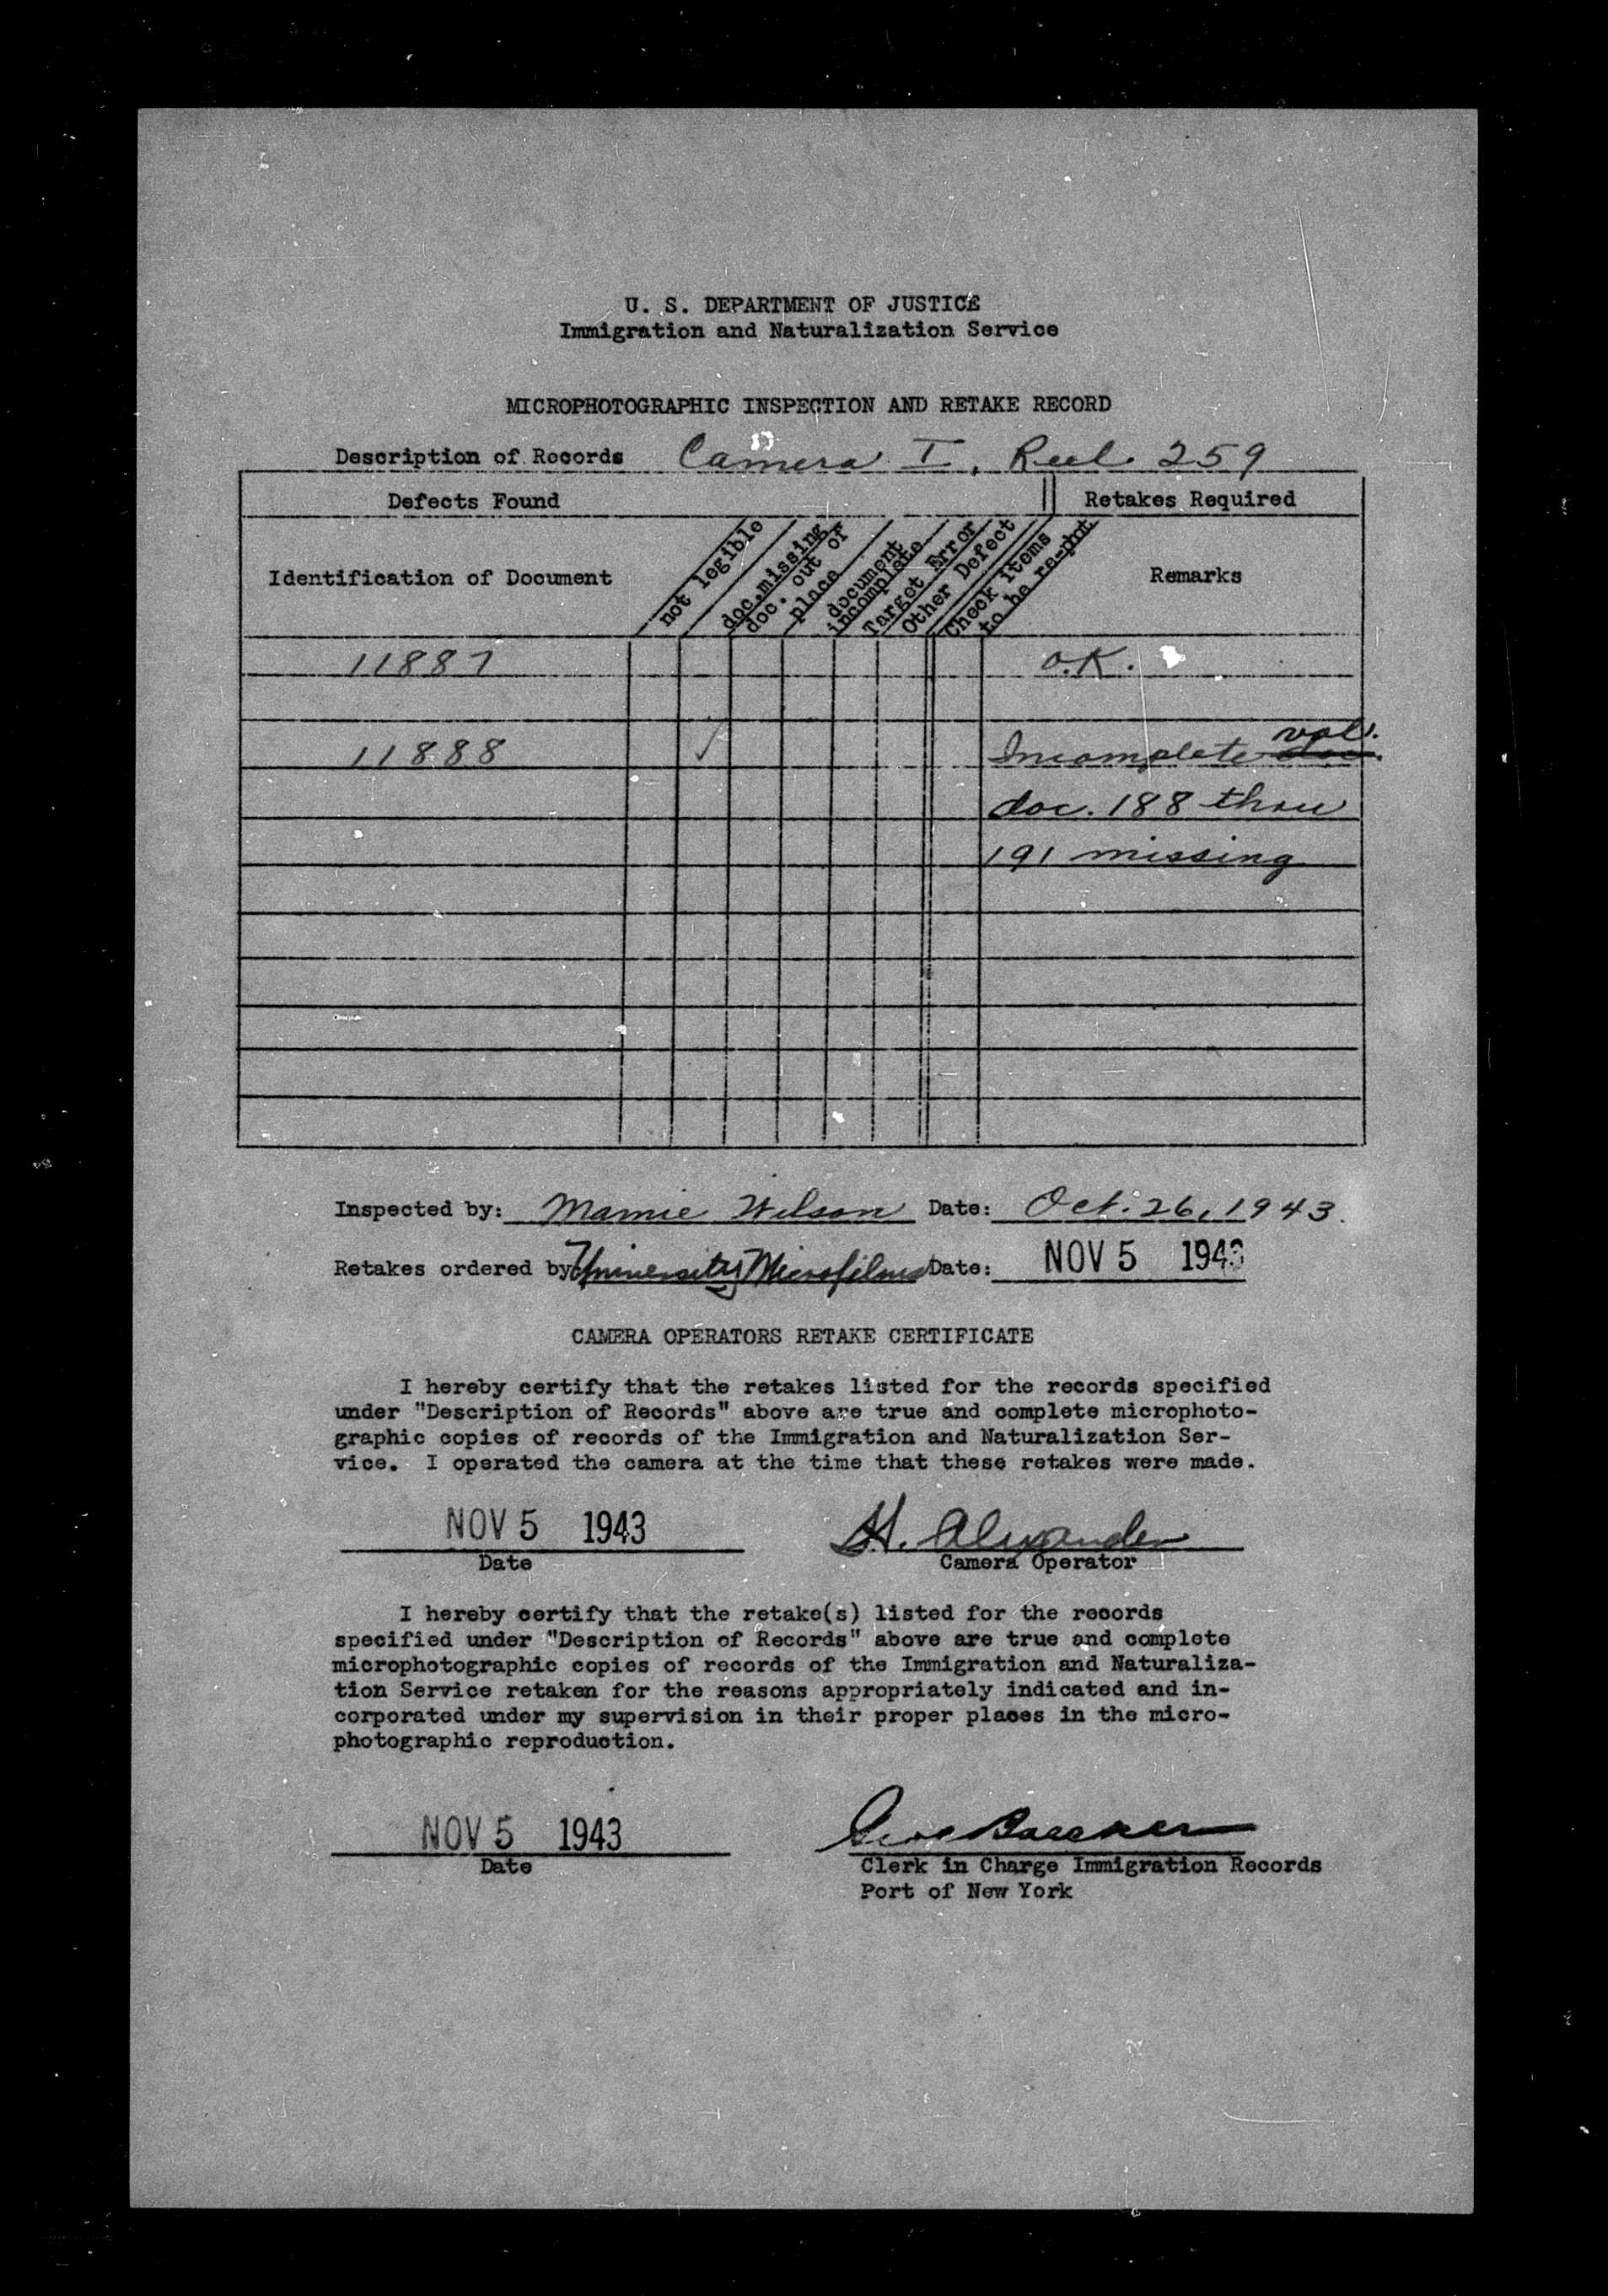 U. S. DEPARTMENT OF JUSTICE
Immigration and Naturalization Service
MICROPHOTOGRAPHIC INSPECTION AND RETAKE RECORD
Description of Records Camera I, Reel 259
Defects Found Retakes Required
Identification of Document not legible doc.missing doc. out of place document incomplete Target Error Other Defect Check items to be re-phot Remarks
11887 O.K.
11888 ✓ Incomplete doc. vol.
doc. 188 thru
191 missing
Inspected by: Mamie Wilson Date: Oct. 26, 1943.
Retakes ordered by University Microfilms Date: NOV 5 1943
CAMERA OPERATORS RETAKE CERTIFICATE
I hereby certify that the retakes listed for the records specified
under "Description of Records" above are true and complete microphoto-
graphic copies of records of the Immigration and Naturalization Ser-
vice. I operated the camera at the time that these retakes were made.
NOV 5 1943 H. Alexander
Date Camera Operator
I hereby certify that the retake(s) listed for the records
specified under "Description of Records" above are true and complete
microphotographic copies of records of the Immigration and Naturaliza-
tion Service retaken for the reasons appropriately indicated and in-
corporated under my supervision in their proper places in the micro-
photographic reproduction.
NOV 5 1943
Date Clerk in Charge Immigration Records
Port of New York